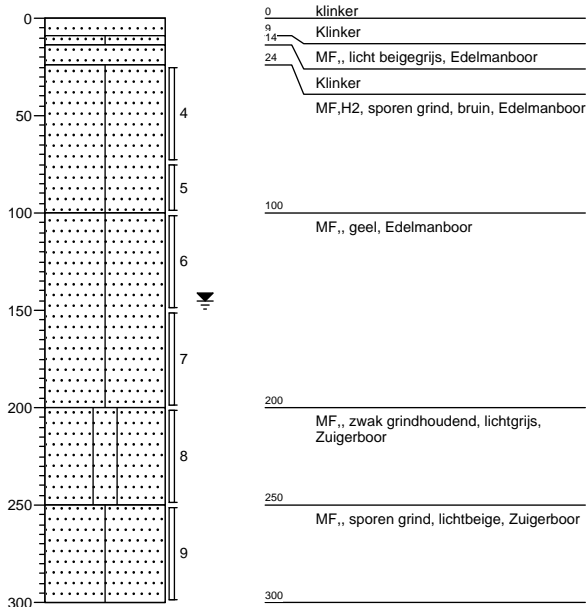 0
50
100
150
200
250
300
4
5
6
7
8
9
0 klinker
9 Klinker
14
MF,, licht beigegrijs, Edelmanboor
24
Klinker
MF,H2, sporen grind, bruin, Edelmanboor
100
MF,, geel, Edelmanboor
200
MF,, zwak grindhoudend, lichtgrijs,
Zuigerboor
250
MF,, sporen grind, lichtbeige, Zuigerboor
300